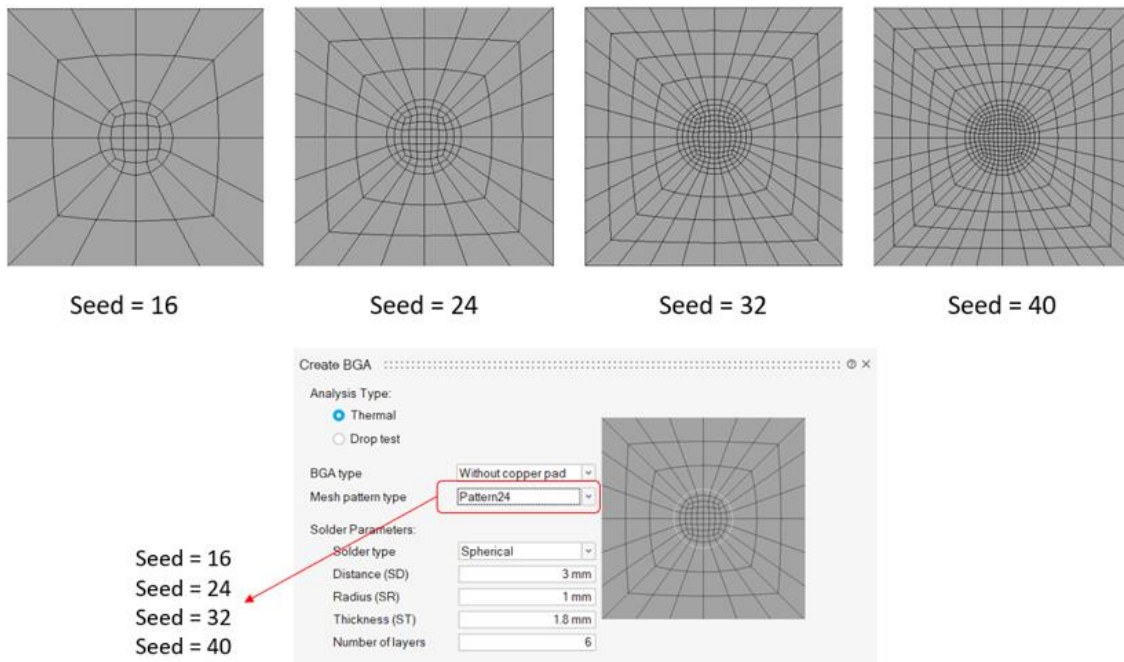 Seed = 16
Seed = 24
Seed = 32
Seed = 40
Create BGA
Analysis Type:
Thermal
Drop test
BGA type Without copper pad
Mesh pattern type Pattern24
Solder Parameters:
Solder type Spherical
Distance (SD) 3 mm
Radius (SR) 1 mm
Thickness (ST) 1.8 mm
Number of layers 6
Seed = 16
Seed = 24
Seed = 32
Seed = 40